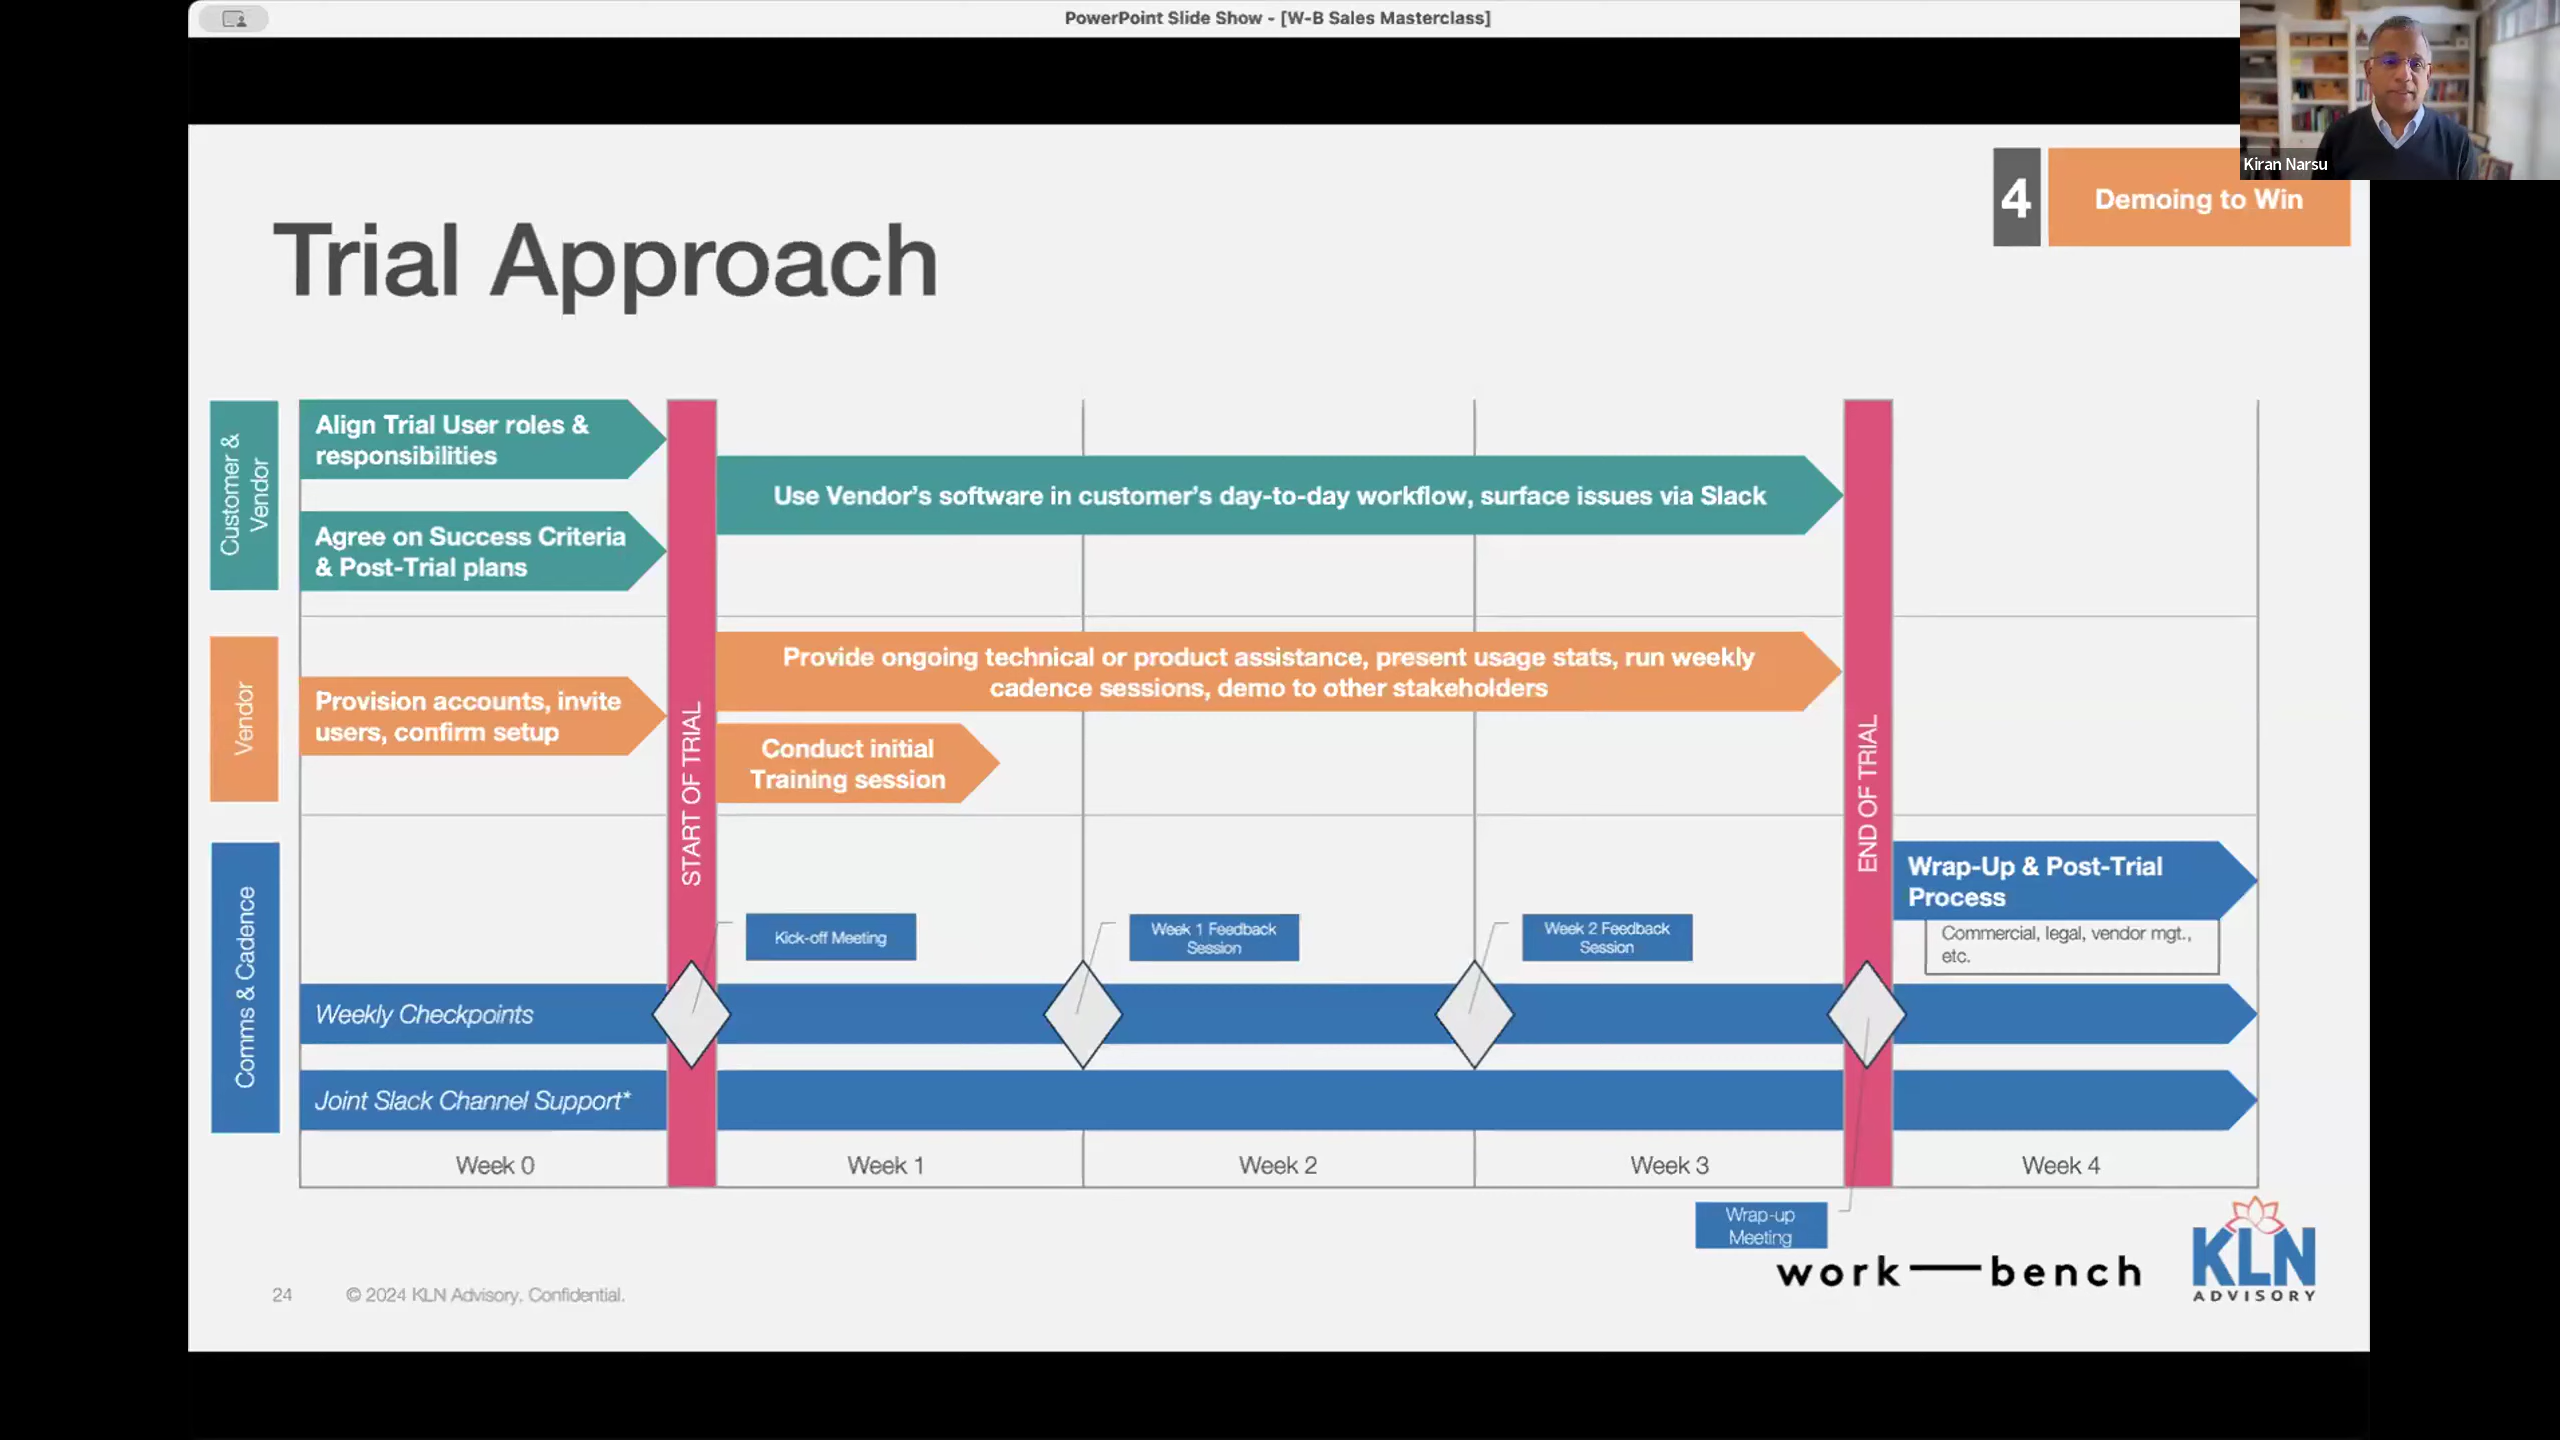 PowerPoint Slide Show - [W-B Sales Masterclass]
Kiran Narsu
4
Demoing to Win
Trial Approach
Customer &
Vendor
Align Trial User roles &
responsibilities
Agree on Success Criteria
& Post-Trial plans
Use Vendor's software in customer's day-to-day workflow, surface issues via Slack
Vendor
Provision accounts, invite
users, confirm setup
Provide ongoing technical or product assistance, present usage stats, run weekly
cadence sessions, demo to other stakeholders
Conduct initial
Training session
START OF TRIAL
END OF TRIAL
Comms & Cadence
Wrap-Up & Post-Trial
Process
Commercial, legal, vendor mgt.,
etc.
Kick-off Meeting
Week 1 Feedback
Session
Week 2 Feedback
Session
Weekly Checkpoints
Joint Slack Channel Support*
Week 0
Week 1
Week 2
Week 3
Week 4
Wrap-up
Meeting
work—bench
KLN
ADVISORY
24
© 2024 KLN Advisory. Confidential.